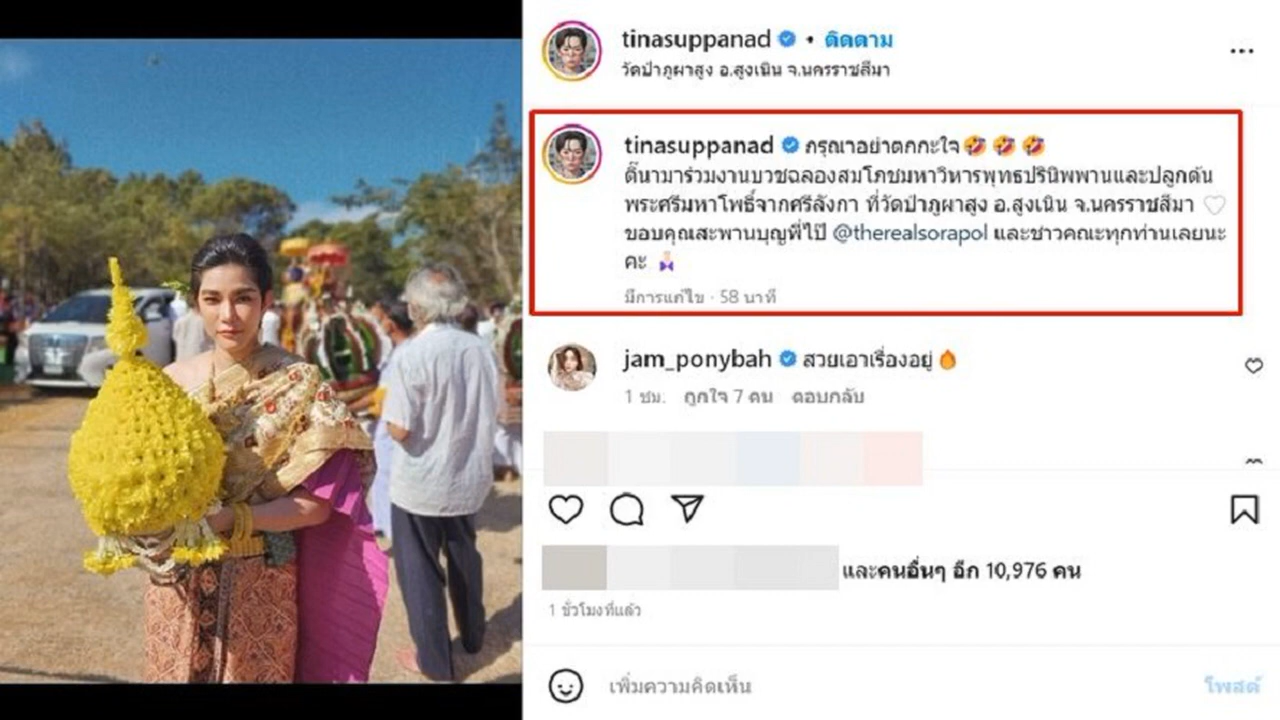 tinasuppanad • ติดตาม
วัดป่าภูผาสูง อ.สูงเนิน จ.นครราชสีมา
tinasuppanad กรุณาอย่าตกกะใจ🤣 🤣 🤣
ติ๊นามาร่วมงานบวชฉลองสมโภชมหาวิหารพุทธปรินิพพานและปลูกต้น
พระศรีมหาโพธิ์จากศรีลังกา ที่วัดป่าภูผาสูง อ.สูงเนิน จ.นครราชสีมา 🤍
ขอบคุณสะพานบุญพี่ไป๊ @therealsorapol และชาวคณะทุกท่านเลยนะ
คะ
มีการแก้ไข · 58 นาที
jam_ponybah สวยเอาเรื่องอยู่🔥
1 ชม. ถูกใจ 7 คน ตอบกลับ
และคนอื่นๆ อีก 10,976 คน
1 ชั่วโมงที่แล้ว
เพิ่มความคิดเห็น โพสต์